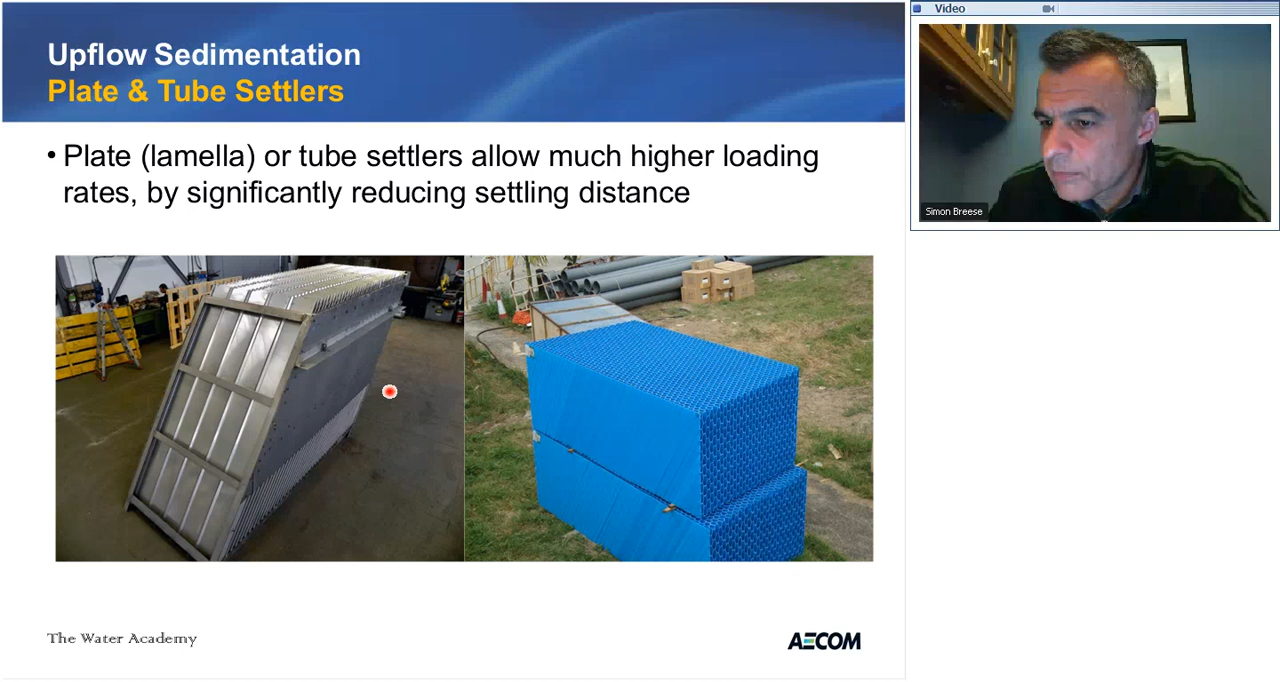 Upflow Sedimentation
Plate & Tube Settlers
• Plate (lamella) or tube settlers allow much higher loading
rates, by significantly reducing settling distance
The Water Academy
AECOM
Video
Simon Breese